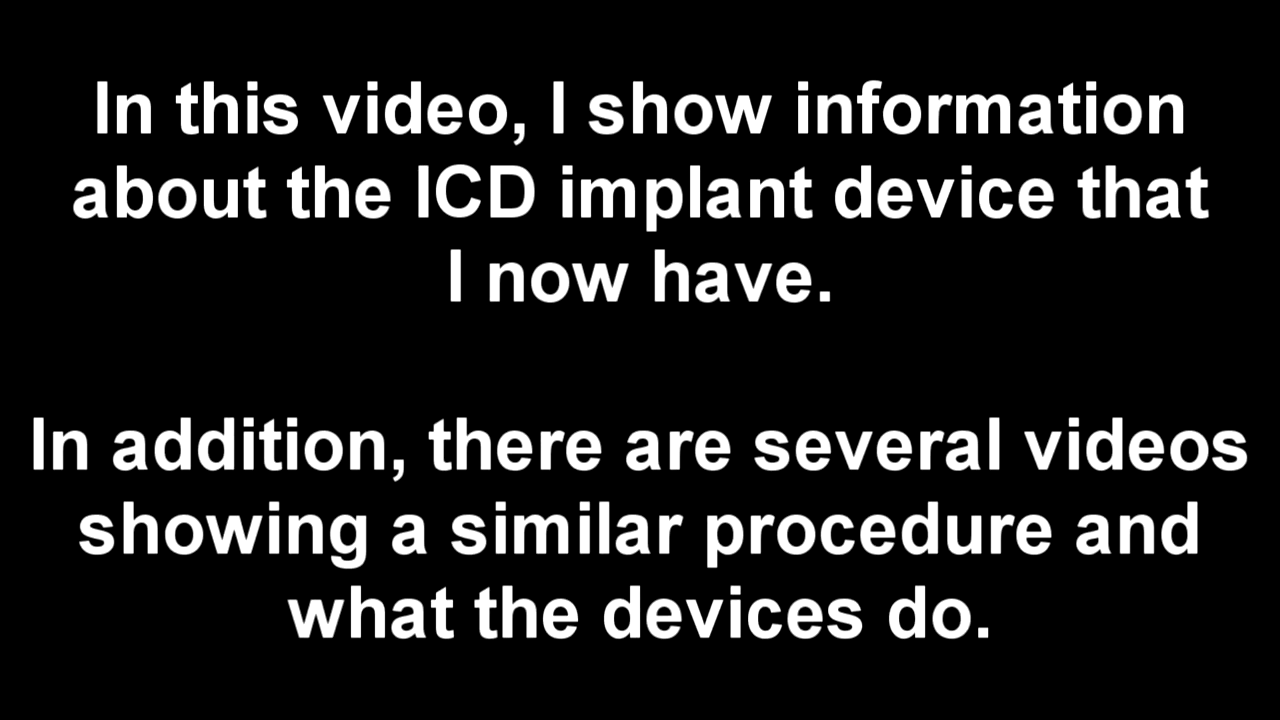 In this video, I show information
about the ICD implant device that
I now have.
In addition, there are several videos
showing a similar procedure and
what the devices do.